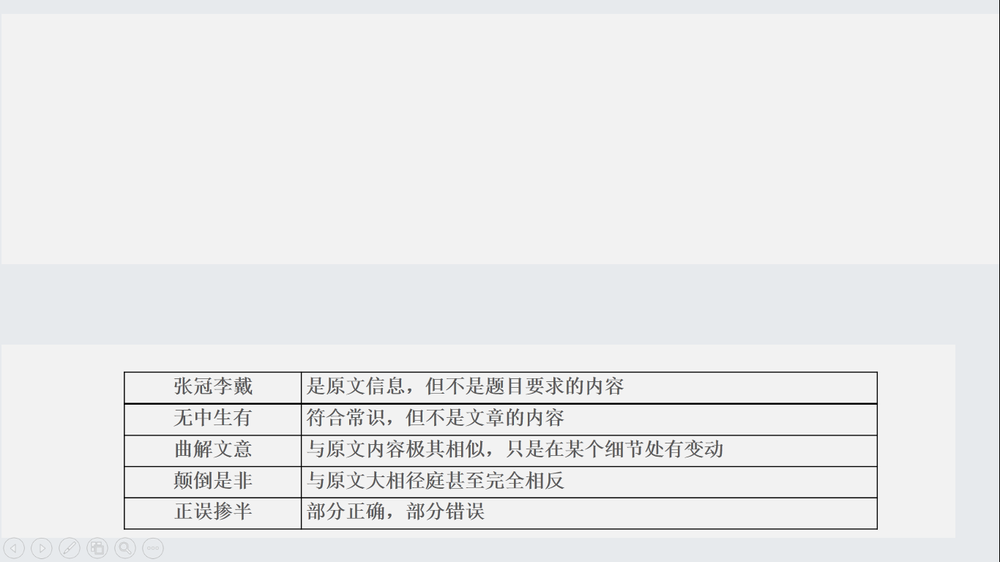 张冠李戴 是原文信息，但不是题目要求的内容
无中生有 符合常识，但不是文章的内容
曲解文意 与原文内容极其相似，只是在某个细节处有变动
颠倒是非 与原文大相径庭甚至完全相反
正误掺半 部分正确，部分错误